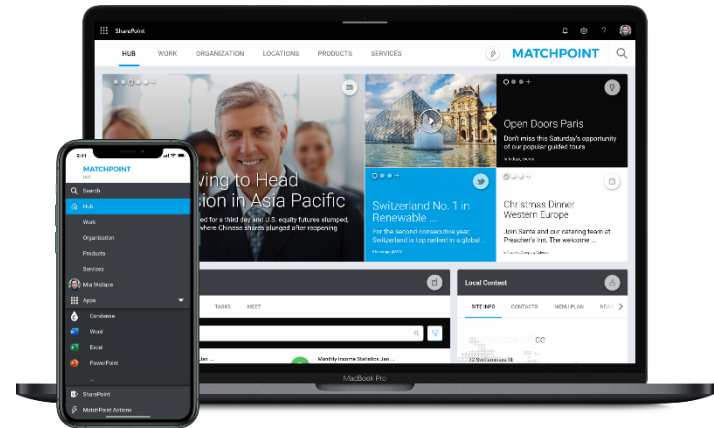 SharePoint
HUB WORK ORGANIZATION LOCATIONS PRODUCTS SERVICES
MATCHPOINT
ving to Head
sion in Asia Pacific
ed for a third day and U.S. equity futures slumped,
where Chinese shares plunged after reopening
Open Doors Paris
Don't miss this Saturday's opportunity
of our popular guided tours
Switzerland No. 1 in
Renewable ...
For the second consecutive year,
Switzerland is top ranked in a global ...
Christmas Dinner
Western Europe
Join Santa and our catering team at
Preacher's Inn. The welcome ...
TASKS MEET
Jan ...
Monthly Income Statistics Jan ...
Local Content
SITE INFO CONTACTS MENU PLAN
MacBook Pro
9:41
MATCHPOINT
Hub
Search
Hub
Work
Organization
Products
Services
Mia Wallace
Apps
Condense
Word
Excel
PowerPoint
...
SharePoint
MatchPoint Actions